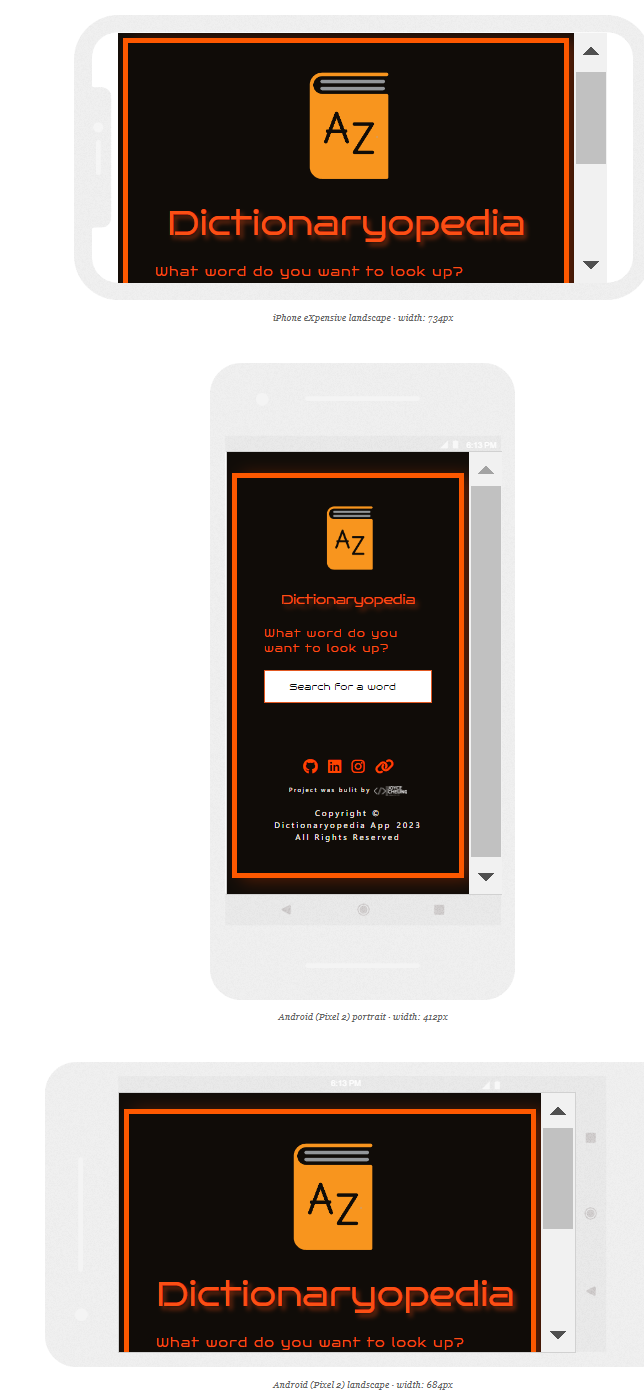 AZ
Dictionaryopedia
What word do you want to look up?
iPhone eXpensive landscape - width: 734px
6:13 PM
AZ
Dictionaryopedia
What word do you
want to look up?
Search for a word
Project was bulit by </> JOYCE CHEUNG
Copyright ©
Dictionaryopedia App 2023
All Rights Reserved
Android (Pixel 2) portrait - width: 412px
6:13 PM
AZ
Dictionaryopedia
What word do you want to look up?
Android (Pixel 2) landscape - width: 684px